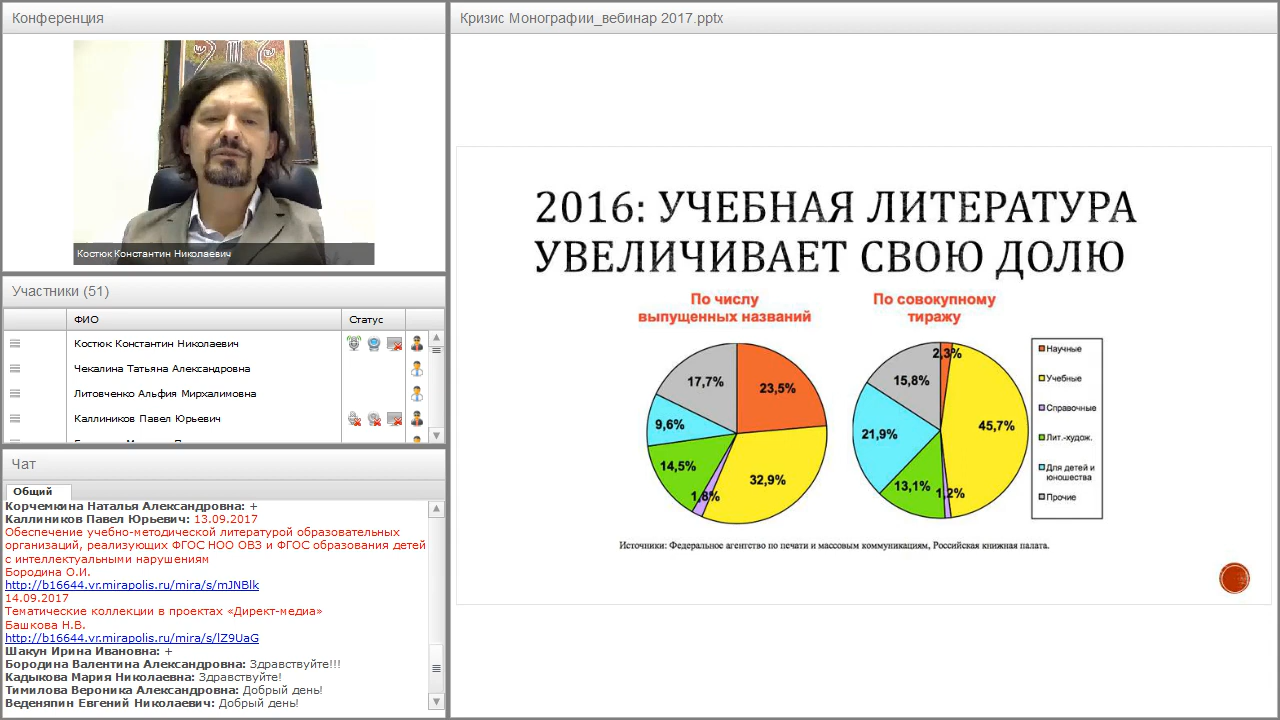 Конференция
Костюк Константин Николаевич
Участники (51)
ФИО
Статус
Костюк Константин Николаевич
Чекалина Татьяна Александровна
Литовченко Альфия Мирхалимовна
Каллиников Павел Юрьевич
Чат
Общий
Корчемкина Наталья Александровна: +
Каллиников Павел Юрьевич: 13.09.2017
Обеспечение учебно-методической литературой образовательных
организаций, реализующих ФГОС НОО ОВЗ и ФГОС образования детей
с интеллектуальными нарушениями
Бородина О.И.
http://b16644.vr.mirapolis.ru/mira/s/mJNBlk
14.09.2017
Тематические коллекции в проектах «Директ-медиа»
Башкова Н.В.
http://b16644.vr.mirapolis.ru/mira/s/lZ9UaG
Шакун Ирина Ивановна: +
Бородина Валентина Александровна: Здравствуйте!!!
Кадыкова Мария Николаевна: Здравствуйте!
Тимилова Вероника Александровна: Добрый день!
Веденяпин Евгений Николаевич: Добрый день!
Кризис Монографии_вебинар 2017.pptx
2016: УЧЕБНАЯ ЛИТЕРАТУРА
УВЕЛИЧИВАЕТ СВОЮ ДОЛЮ
По числу
выпущенных названий
17,7%
23,5%
9,6%
14,5%
32,9%
1,8%
По совокупному
тиражу
2,3%
15,8%
45,7%
21,9%
13,1%
1,2%
Научные
Учебные
Справочные
Лит.-худож.
Для детей и
юношества
Прочие
Источники: Федеральное агентство по печати и массовым коммуникациям, Российская книжная палата.